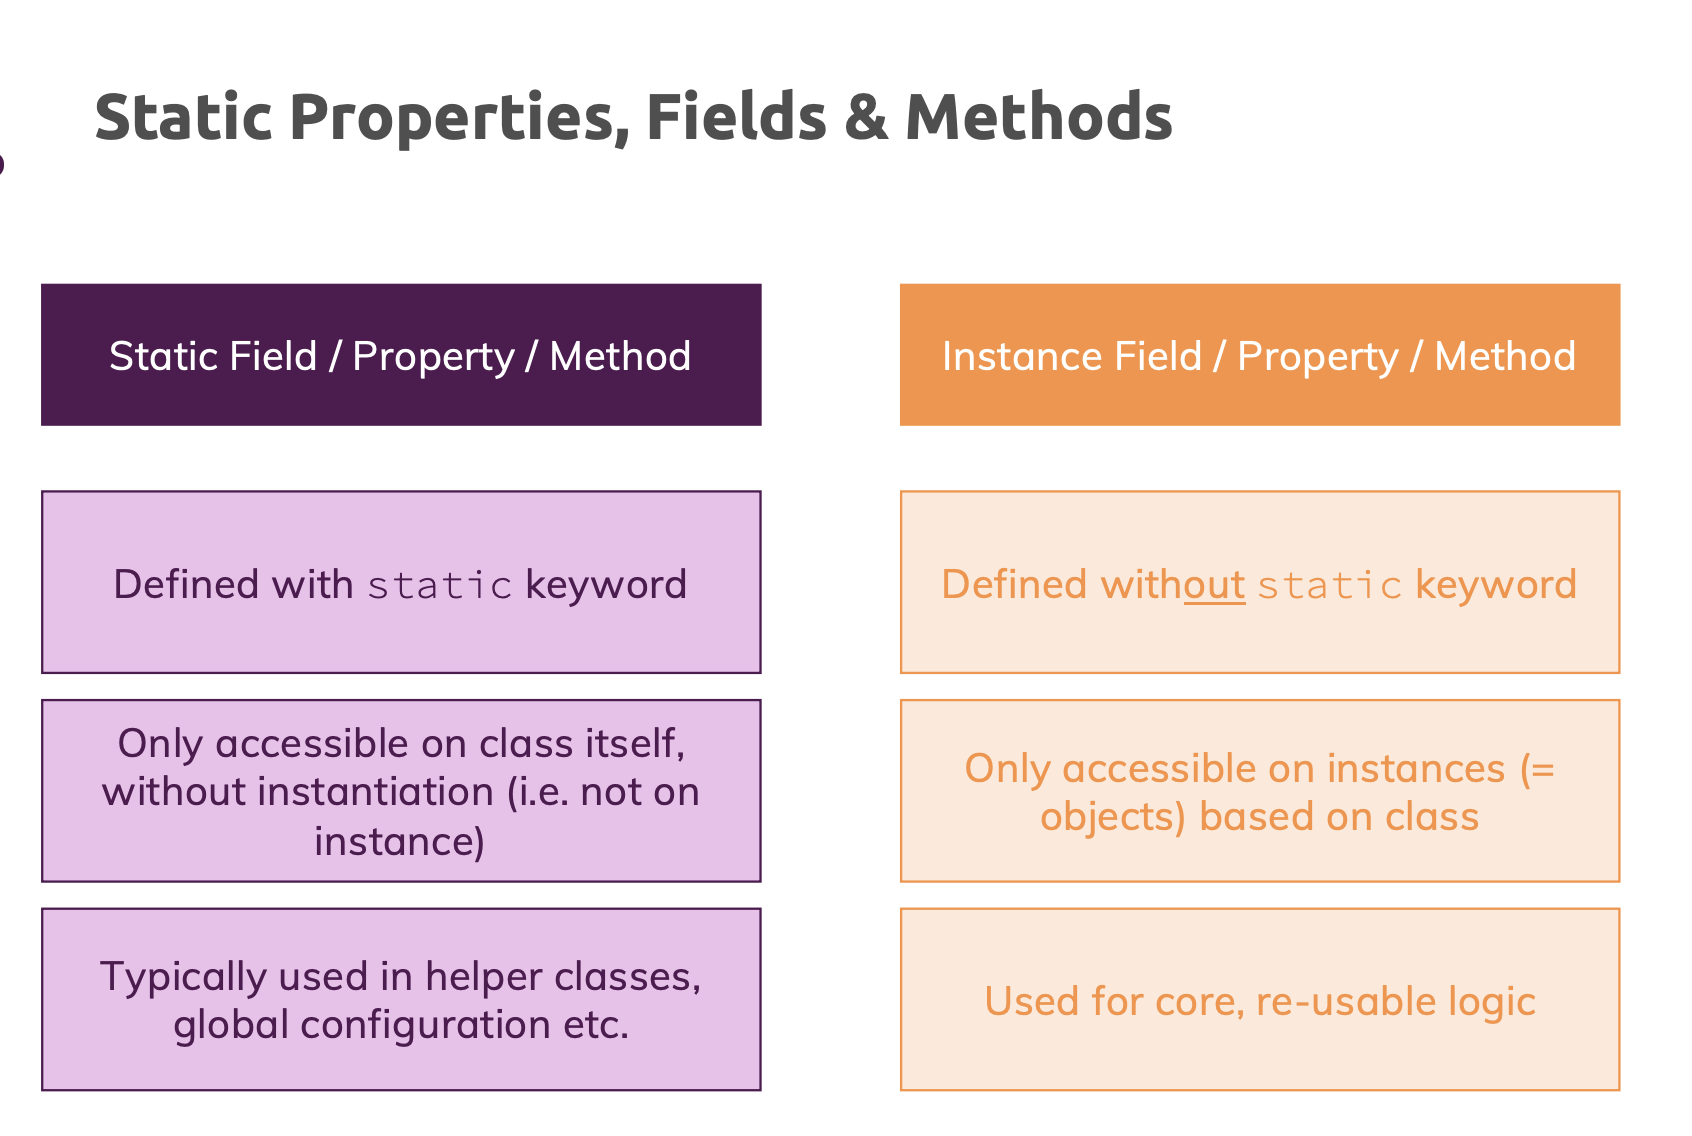 Static Properties, Fields & Methods
Static Field / Property / Method
Instance Field / Property / Method
Defined with static keyword
Defined without static keyword
Only accessible on class itself,
without instantiation (i.e. not on
instance)
Only accessible on instances (=
objects) based on class
Typically used in helper classes,
global configuration etc.
Used for core, re-usable logic